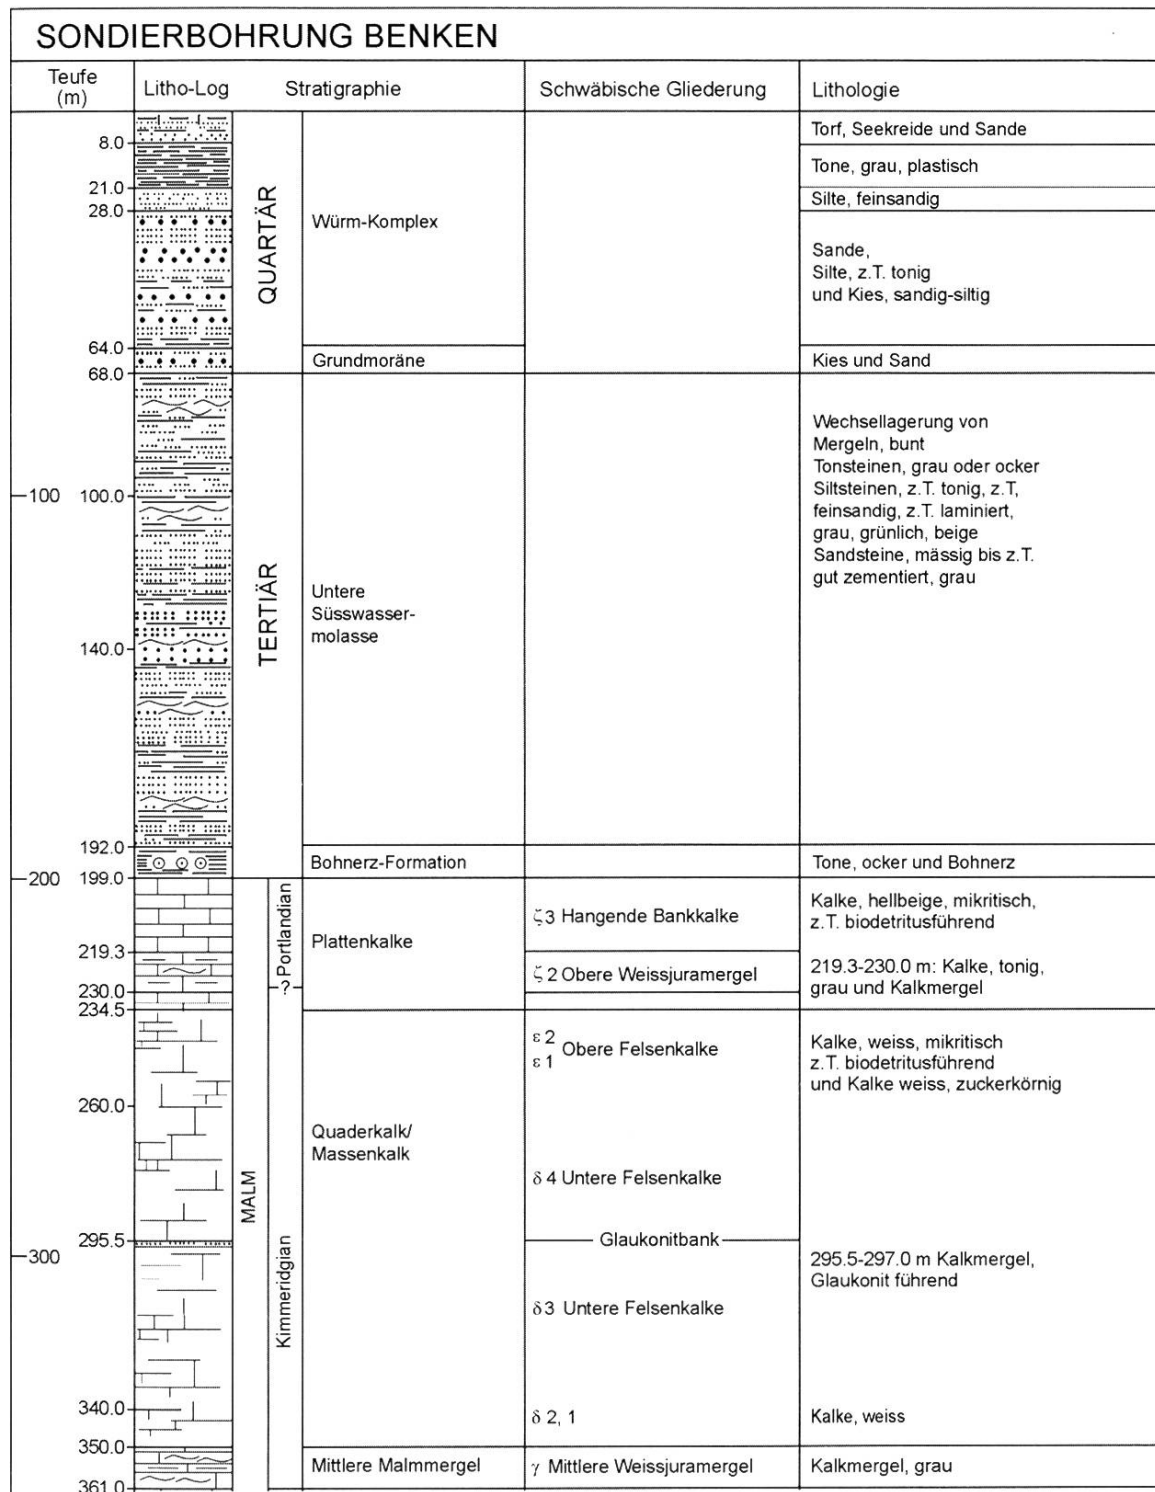 SONDIERBOHRUNG BENKEN
Teufe
(m)
Litho-Log
Stratigraphie
Schwäbische Gliederung
Lithologie
Torf, Seekreide und Sande
8.0
Tone, grau, plastisch
21.0
Silte, feinsandig
28.0
QUARTÄR
Würm-Komplex
Sande,
Silte, z.T. tonig
und Kies, sandig-siltig
64.0
Grundmoräne
Kies und Sand
68.0
Wechsellagerung von
Mergeln, bunt
Tonsteinen, grau oder ocker
Siltsteinen, z.T. tonig, z.T,
feinsandig, z.T. laminiert,
grau, grünlich, beige
Sandsteine, mässig bis z.T.
gut zementiert, grau
100 100.0
TERTIÄR
Untere
Süsswasser-
molasse
140.0
192.0
Bohnerz-Formation
Tone, ocker und Bohnerz
200 199.0
MALM
Portlandian
Plattenkalke
ζ3 Hangende Bankkalke
Kalke, hellbeige, mikritisch,
z.T. biodetritusführend
219.3
ζ2 Obere Weissjuramergel
219.3-230.0 m: Kalke, tonig,
grau und Kalkmergel
?
230.0
234.5
Kimmeridgian
Quaderkalk/
Massenkalk
ε2
ε1
Obere Felsenkalke
Kalke, weiss, mikritisch
z.T. biodetritusführend
und Kalke weiss, zuckerkörnig
260.0
δ4 Untere Felsenkalke
295.5
Glaukonitbank
300
295.5-297.0 m Kalkmergel,
Glaukonit führend
δ3 Untere Felsenkalke
340.0
δ 2, 1
Kalke, weiss
350.0
Mittlere Malmmergel
γ Mittlere Weissjuramergel
Kalkmergel, grau
361.0